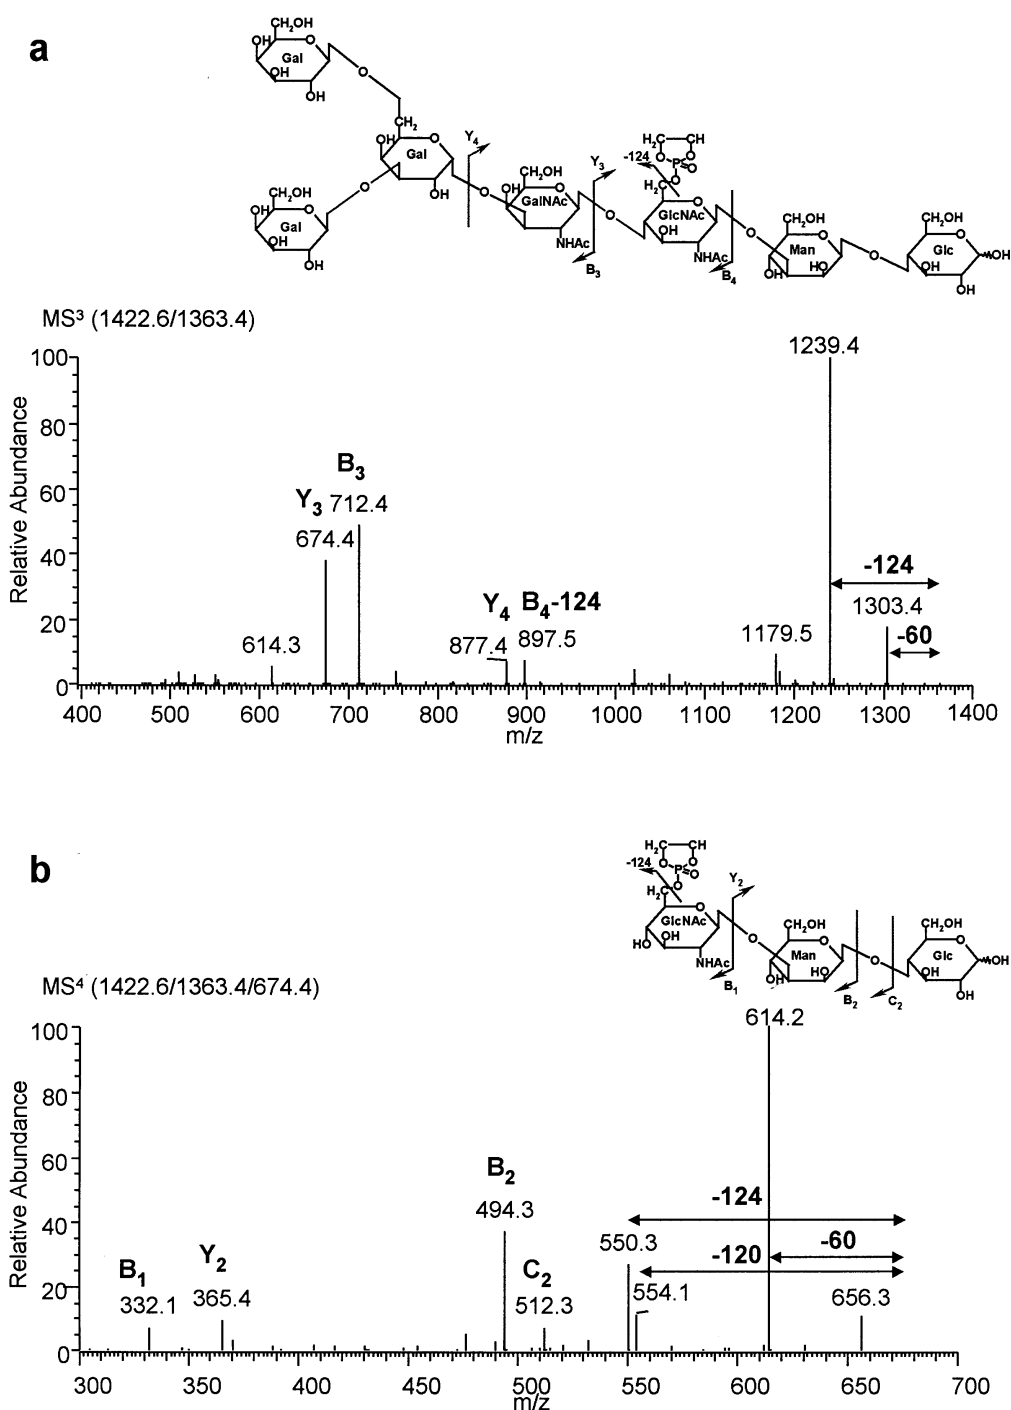 a
CH₂OH
OH
O
Gal
OH
OH
O
CH₂
OH
O
Gal
OH
O
CH₂OH
OH
O
Gal
OH
OH
Y₄
CH₂OH
OH
O
GalNAc
NHAc
O
Y₃
B₃
O
H₂C
CH
O
O
P
O
O
-124
H₂C
O
GlcNAc
OH
NHAc
B₄
O
CH₂OH
O
Man
OH
HO
O
CH₂OH
O
Glc
OH
OH
OH
MS³ (1422.6/1363.4)
Relative Abundance
100
80
60
40
20
0
1239.4
B₃
Y₃ 712.4
674.4
-124
1303.4
-60
Y₄ B₄-124
877.4 897.5
614.3
1179.5
400 500 600 700 800 900 1000 1100 1200 1300 1400
m/z
b
H₂C
CH
O
O
P
O
O
-124
H₂C
O
GlcNAc
HO
OH
NHAc
Y₂
B₁
O
CH₂OH
O
Man
OH
HO
O
B₂
C₂
CH₂OH
O
Glc
OH
OH
OH
MS⁴ (1422.6/1363.4/674.4)
Relative Abundance
100
80
60
40
20
0
614.2
B₂
494.3
-124
550.3
-60
-120
B₁
332.1
Y₂
365.4
C₂
512.3
554.1
656.3
300 350 400 450 500 550 600 650 700
m/z